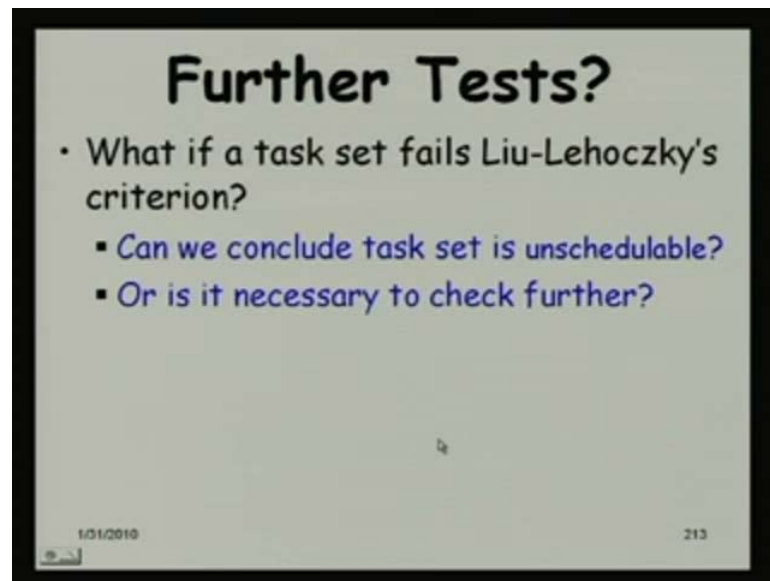 Further Tests?
• What if a task set fails Liu-Lehoczky's
criterion?
▪ Can we conclude task set is unschedulable?
▪ Or is it necessary to check further?
1/31/2010
213